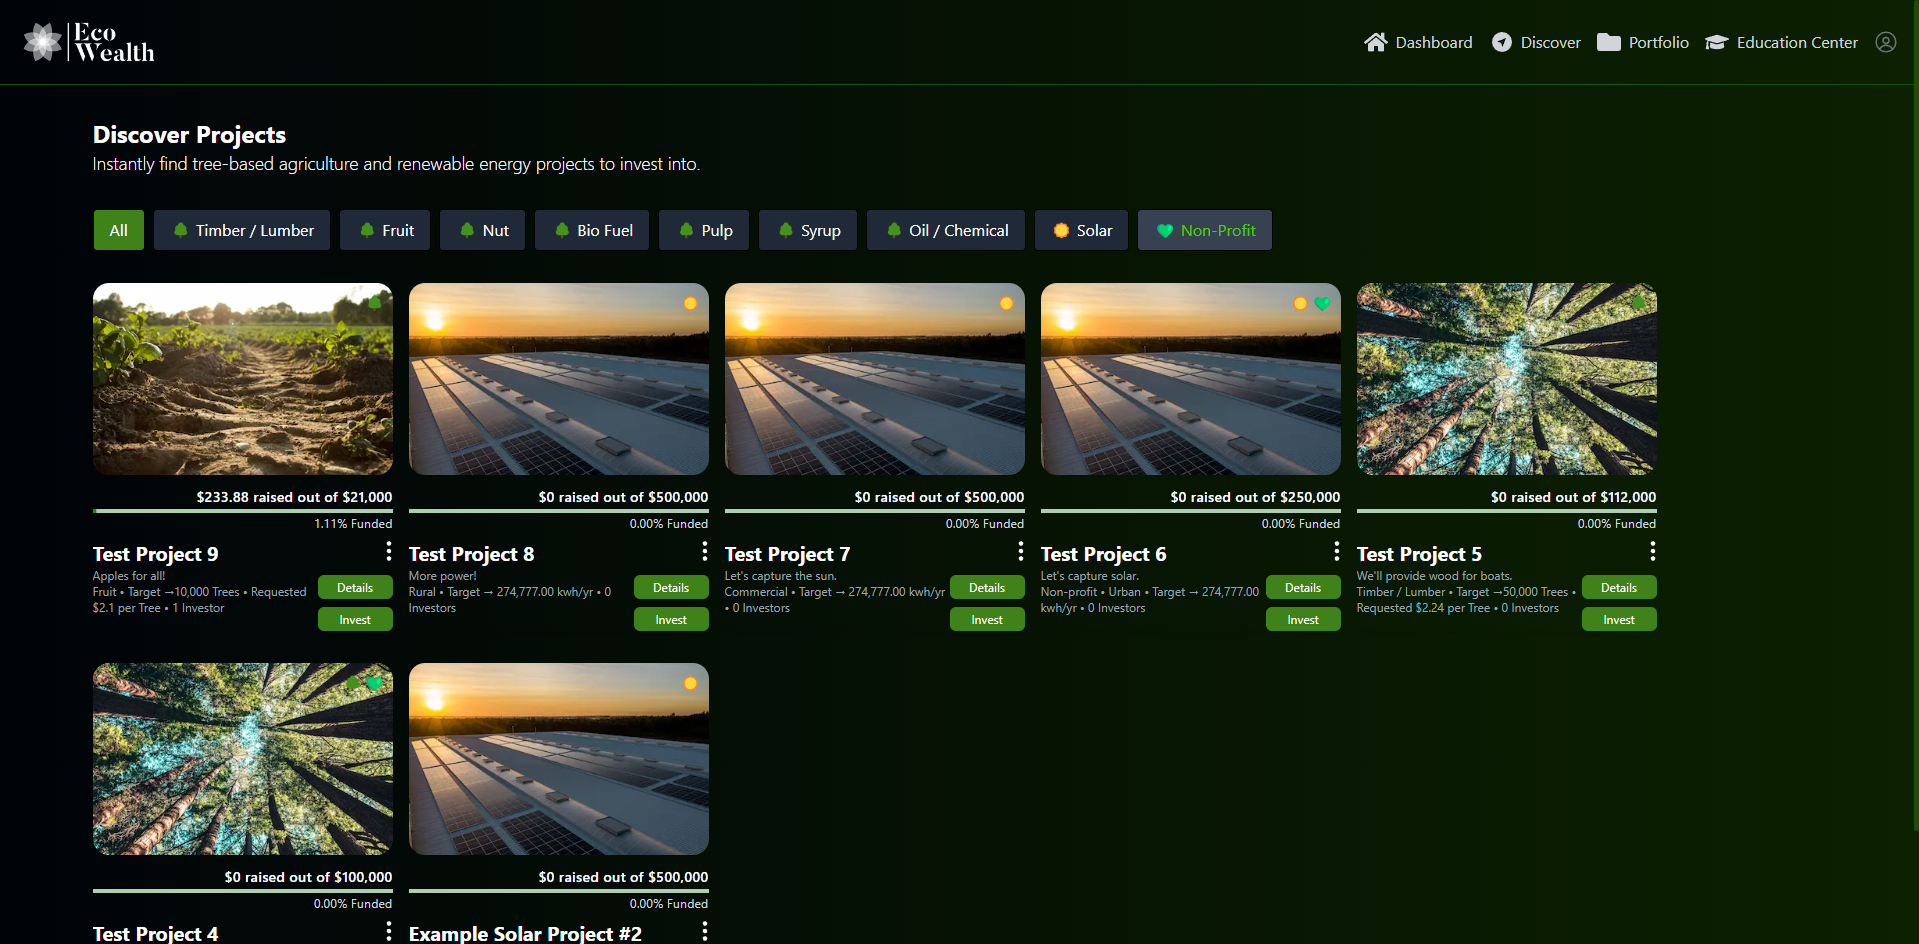 Eco
Wealth
Dashboard
Discover
Portfolio
Education Center
Discover Projects
Instantly find tree-based agriculture and renewable energy projects to invest into.
All
Timber / Lumber
Fruit
Nut
Bio Fuel
Pulp
Syrup
Oil / Chemical
Solar
Non-Profit
$233.88 raised out of $21,000
1.11% Funded
Test Project 9
Apples for all!
Fruit • Target →10,000 Trees • Requested
$2.1 per Tree • 1 Investor
Details
Invest
$0 raised out of $500,000
0.00% Funded
Test Project 8
More power!
Rural • Target → 274,777.00 kwh/yr • 0
Investors
Details
Invest
$0 raised out of $500,000
0.00% Funded
Test Project 7
Let's capture the sun.
Commercial • Target → 274,777.00 kwh/yr
• 0 Investors
Details
Invest
$0 raised out of $250,000
0.00% Funded
Test Project 6
Let's capture solar.
Non-profit • Urban • Target → 274,777.00
kwh/yr • 0 Investors
Details
Invest
$0 raised out of $112,000
0.00% Funded
Test Project 5
We'll provide wood for boats.
Timber / Lumber • Target →50,000 Trees •
Requested $2.24 per Tree • 0 Investors
Details
Invest
$0 raised out of $100,000
0.00% Funded
Test Project 4
$0 raised out of $500,000
0.00% Funded
Example Solar Project #2